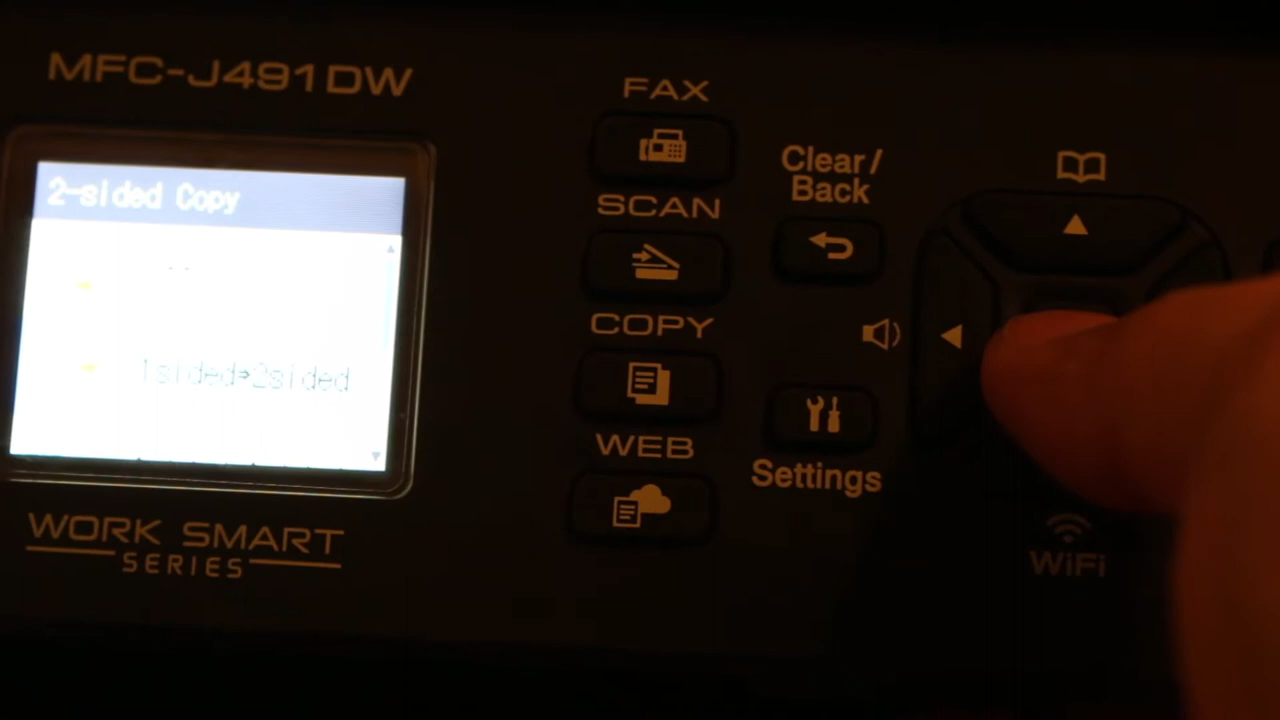 MFC-J491DW
2-sided Copy
1sided⇒2sided
WORK SMART
SERIES
FAX
SCAN
COPY
WEB
Clear/
Back
Settings
WiFi